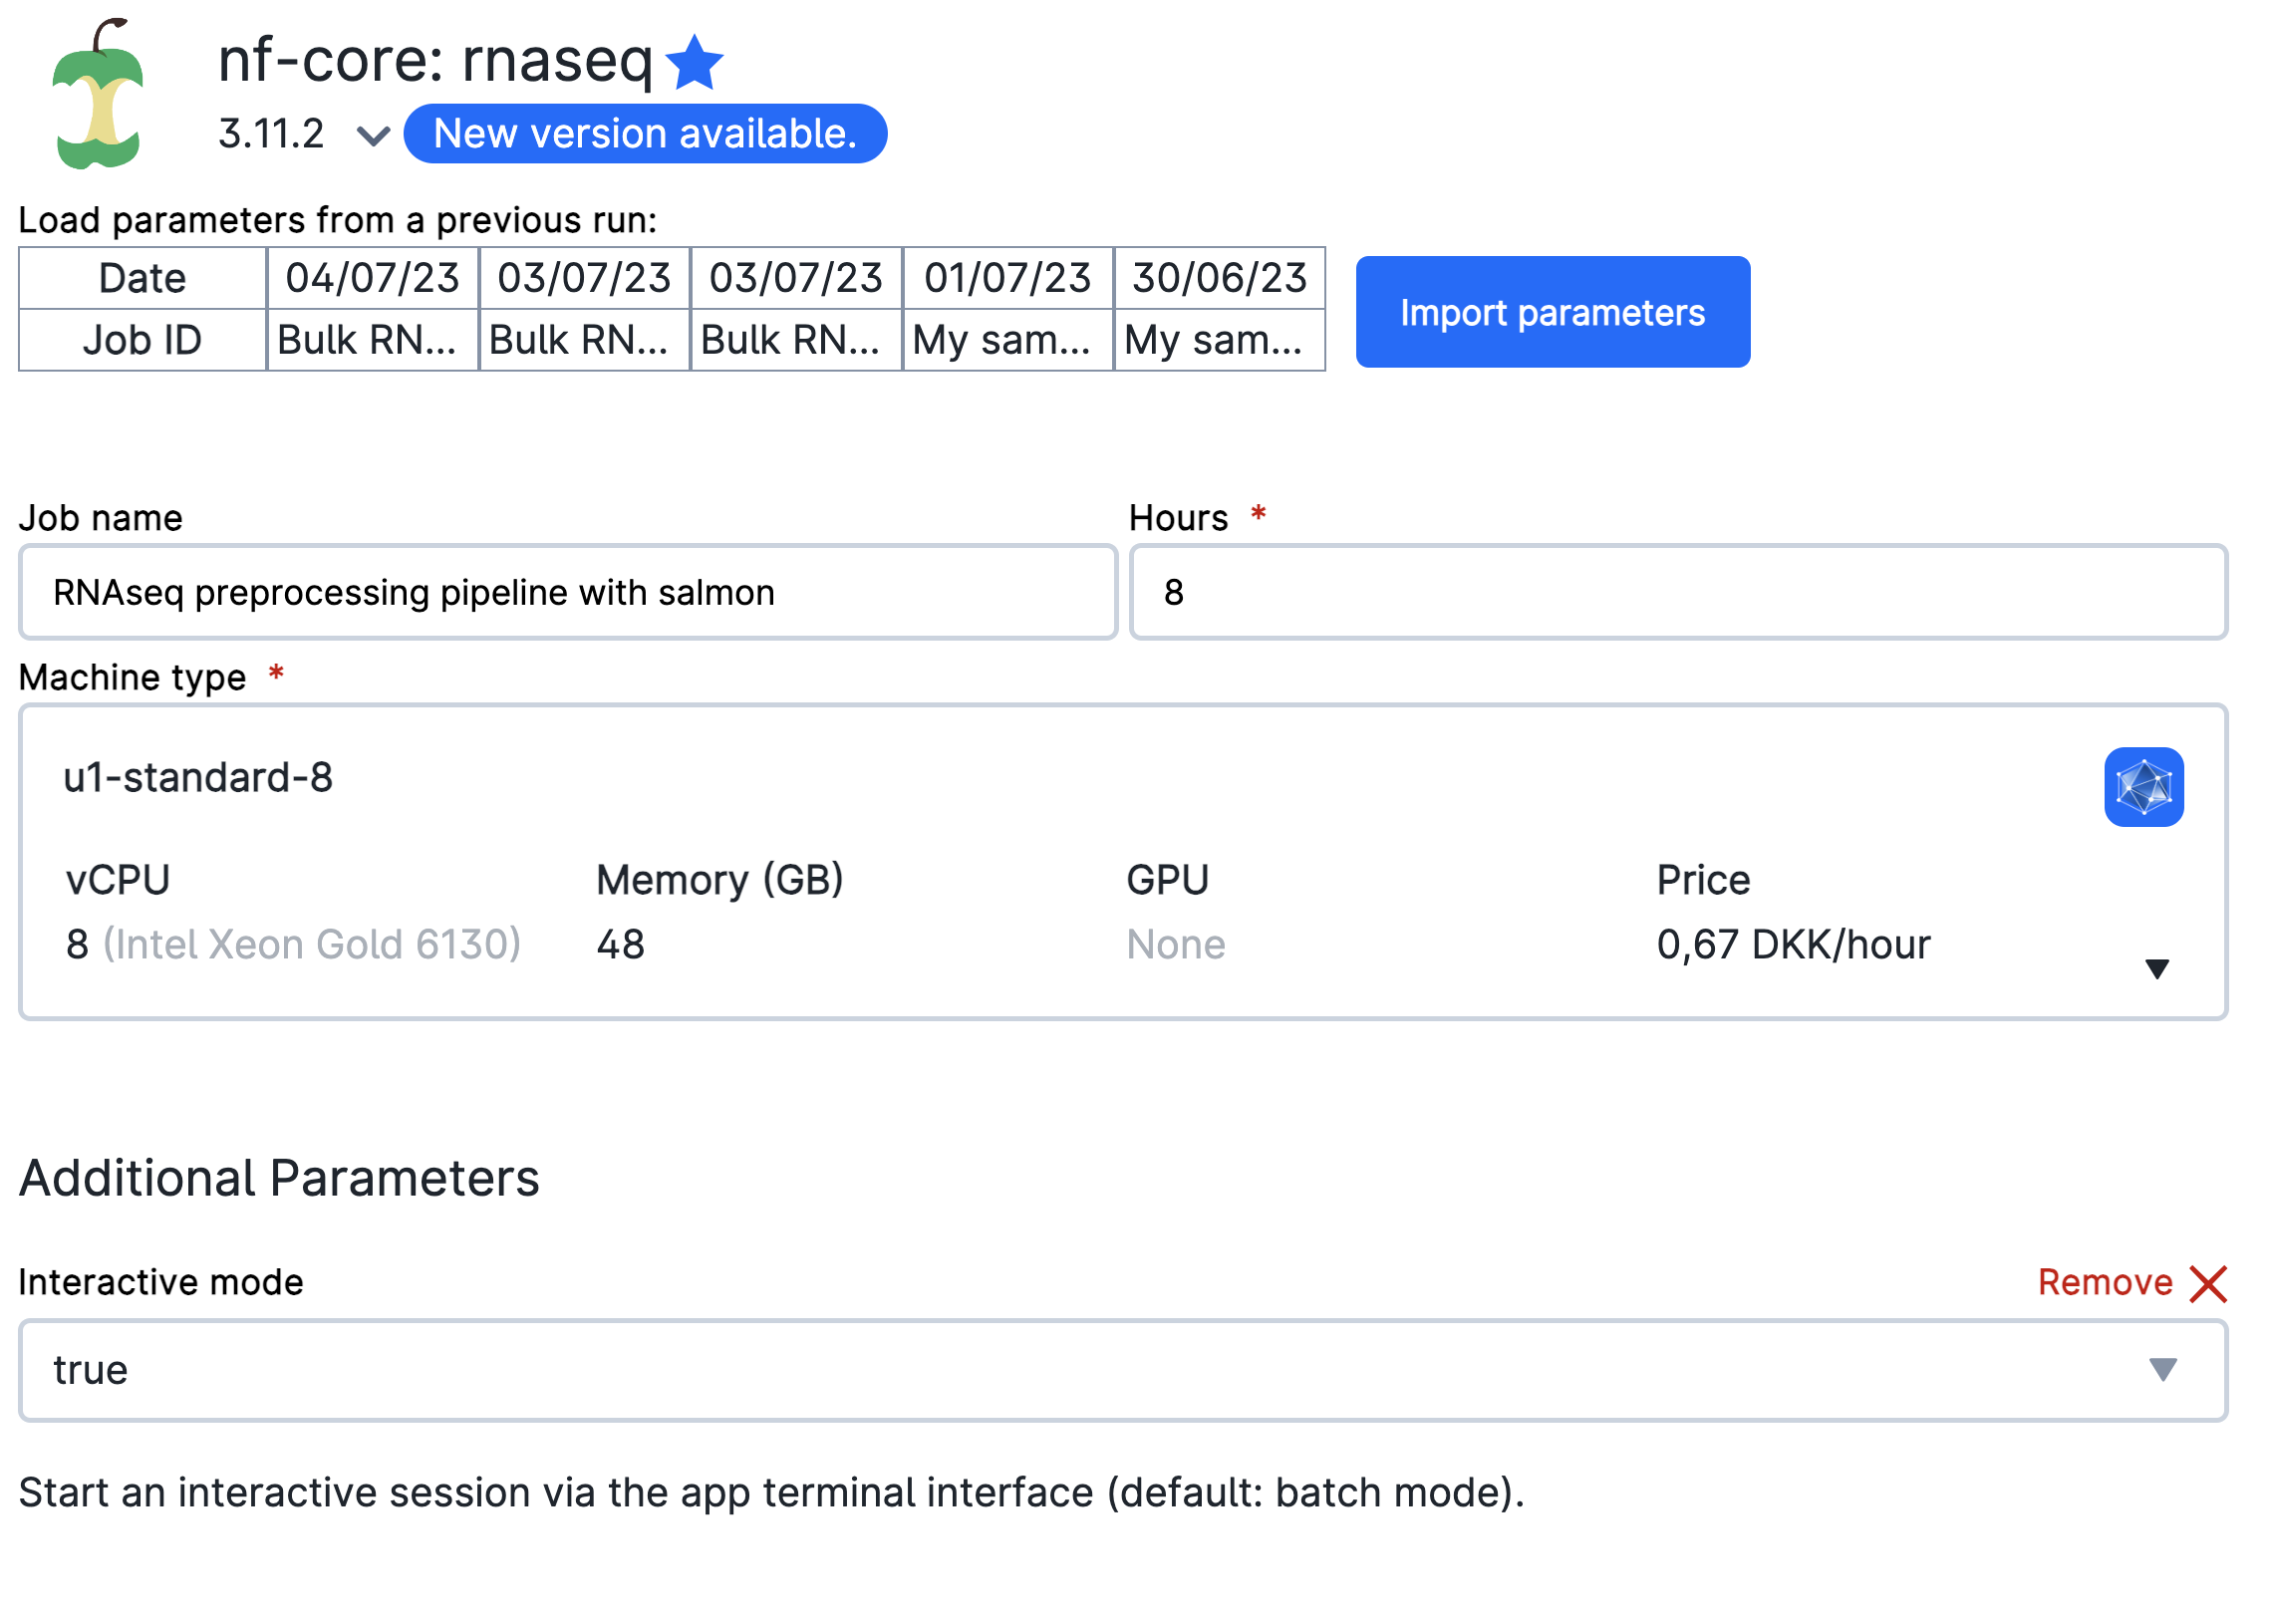 nf-core: rnaseq
3.11.2 New version available.
Load parameters from a previous run:
Date 04/07/23 03/07/23 03/07/23 01/07/23 30/06/23
Job ID Bulk RN... Bulk RN... Bulk RN... My sam... My sam...
Import parameters
Job name Hours *
RNAseq preprocessing pipeline with salmon 8
Machine type *
u1-standard-8
vCPU Memory (GB) GPU Price
8 (Intel Xeon Gold 6130) 48 None 0,67 DKK/hour
Additional Parameters
Interactive mode Remove
true
Start an interactive session via the app terminal interface (default: batch mode).